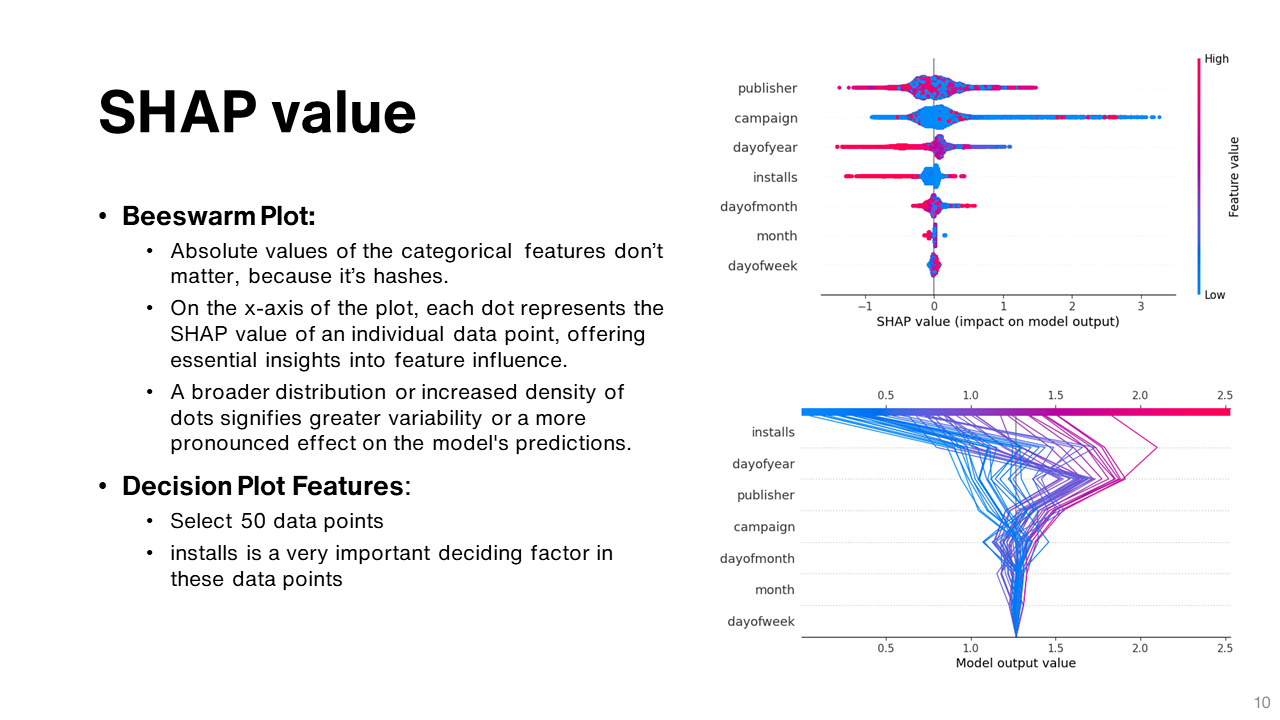 SHAP value
• Beeswarm Plot:
• Absolute values of the categorical features don’t
matter, because it’s hashes.
• On the x-axis of the plot, each dot represents the
SHAP value of an individual data point, offering
essential insights into feature influence.
• A broader distribution or increased density of
dots signifies greater variability or a more
pronounced effect on the model's predictions.
• Decision Plot Features:
• Select 50 data points
• installs is a very important deciding factor in
these data points
High
publisher
campaign
dayofyear
installs
dayofmonth
month
dayofweek
Feature value
Low
−1 0 1 2 3
SHAP value (impact on model output)
0.5 1.0 1.5 2.0 2.5
installs
dayofyear
publisher
campaign
dayofmonth
month
dayofweek
0.5 1.0 1.5 2.0 2.5
Model output value
10